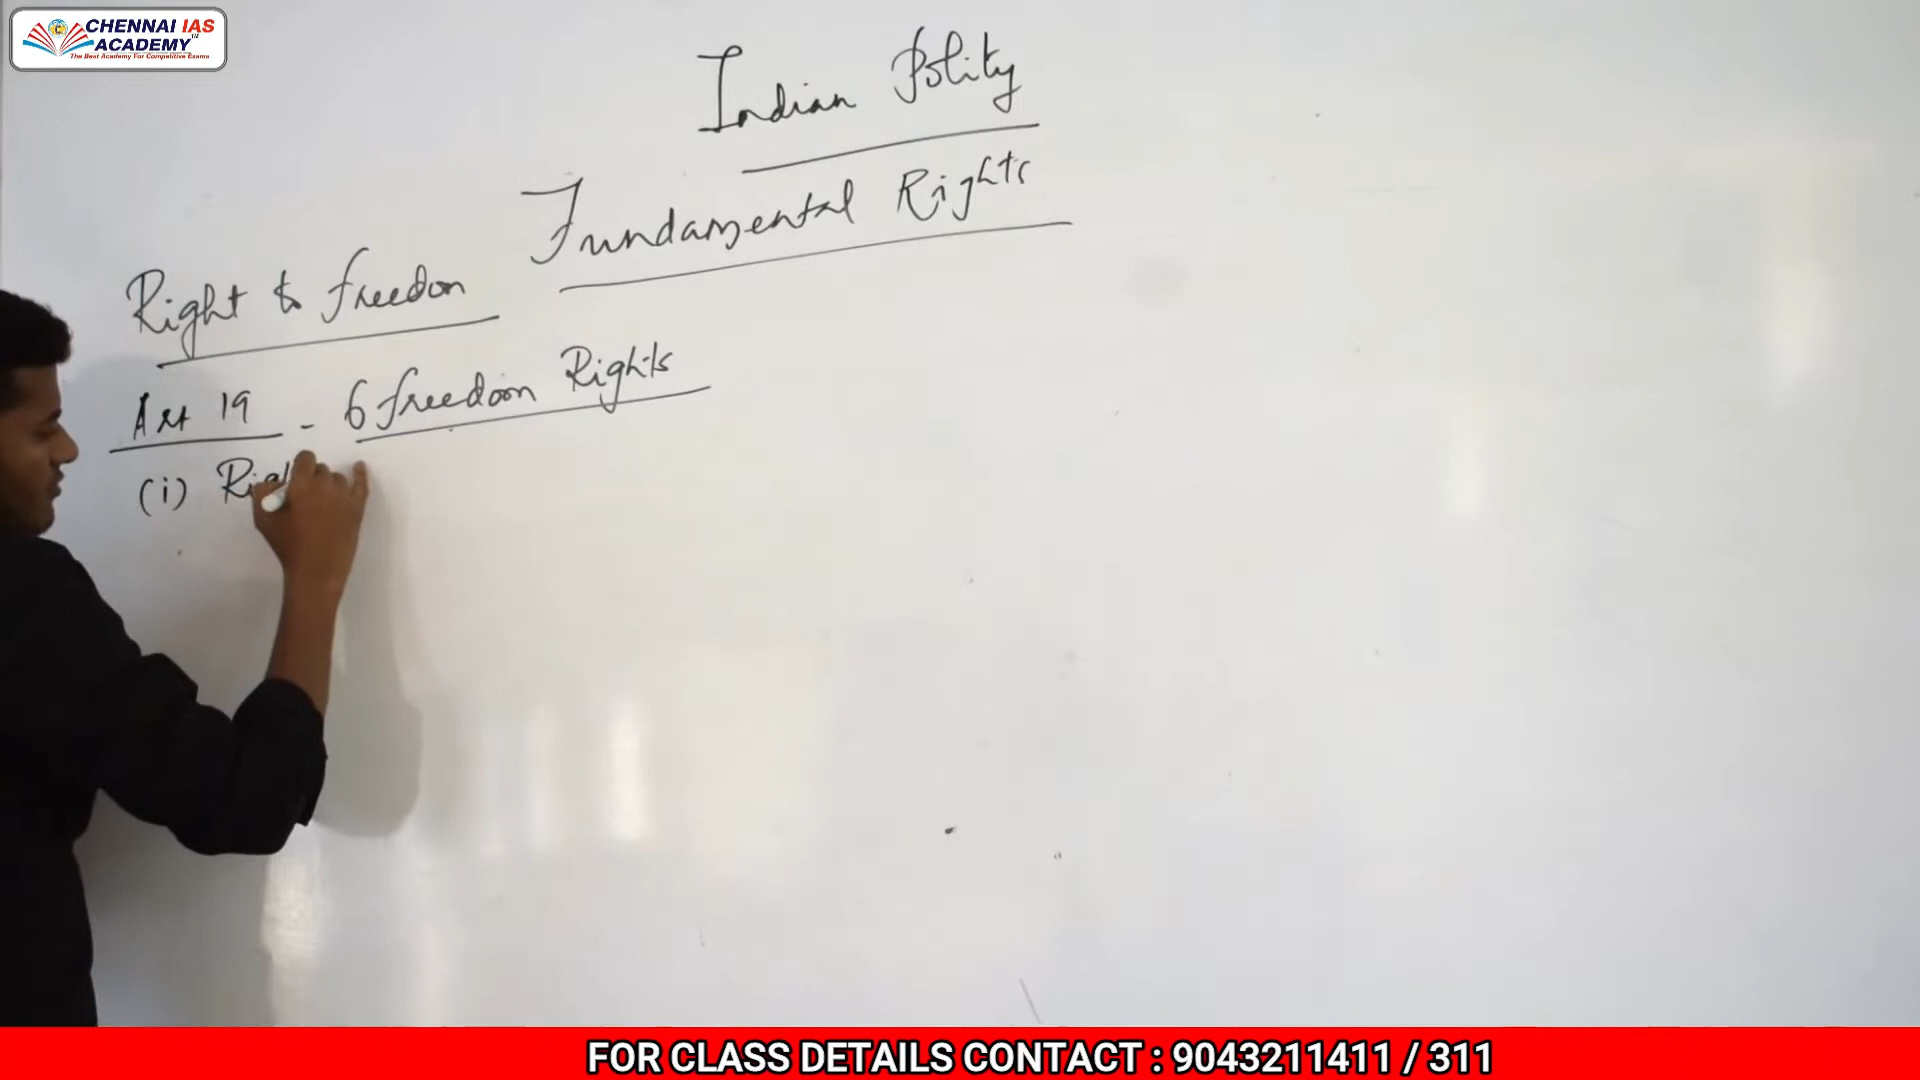 CHENNAI IAS
ACADEMY
The Best Academy For Competitive Exams
Indian Polity
Fundamental Rights
Right to freedom
Art 19 - 6 freedom Rights
(i) Righ
FOR CLASS DETAILS CONTACT : 9043211411 / 311